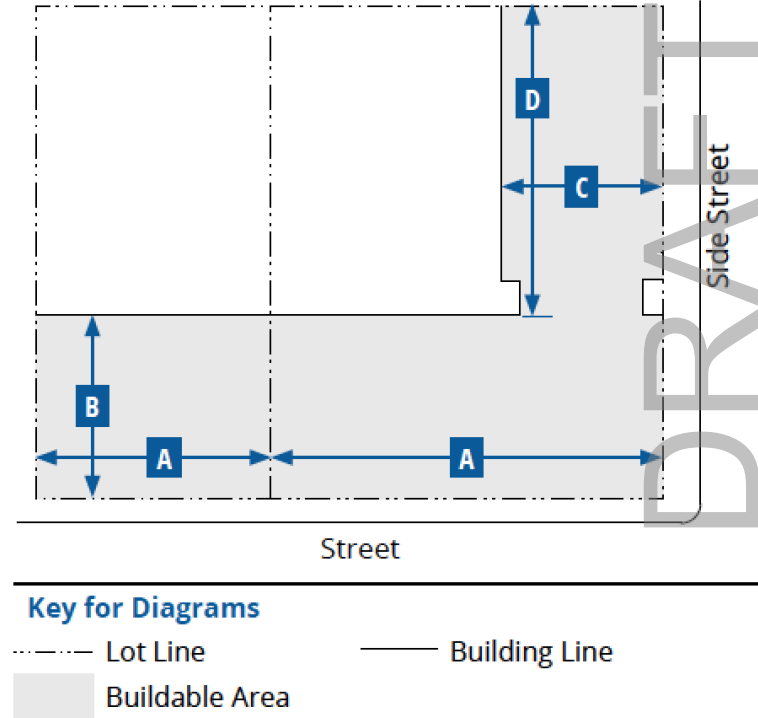 D
C
Side Street
B
A
A
DRAFT
Street
Key for Diagrams
Lot Line
Building Line
Buildable Area